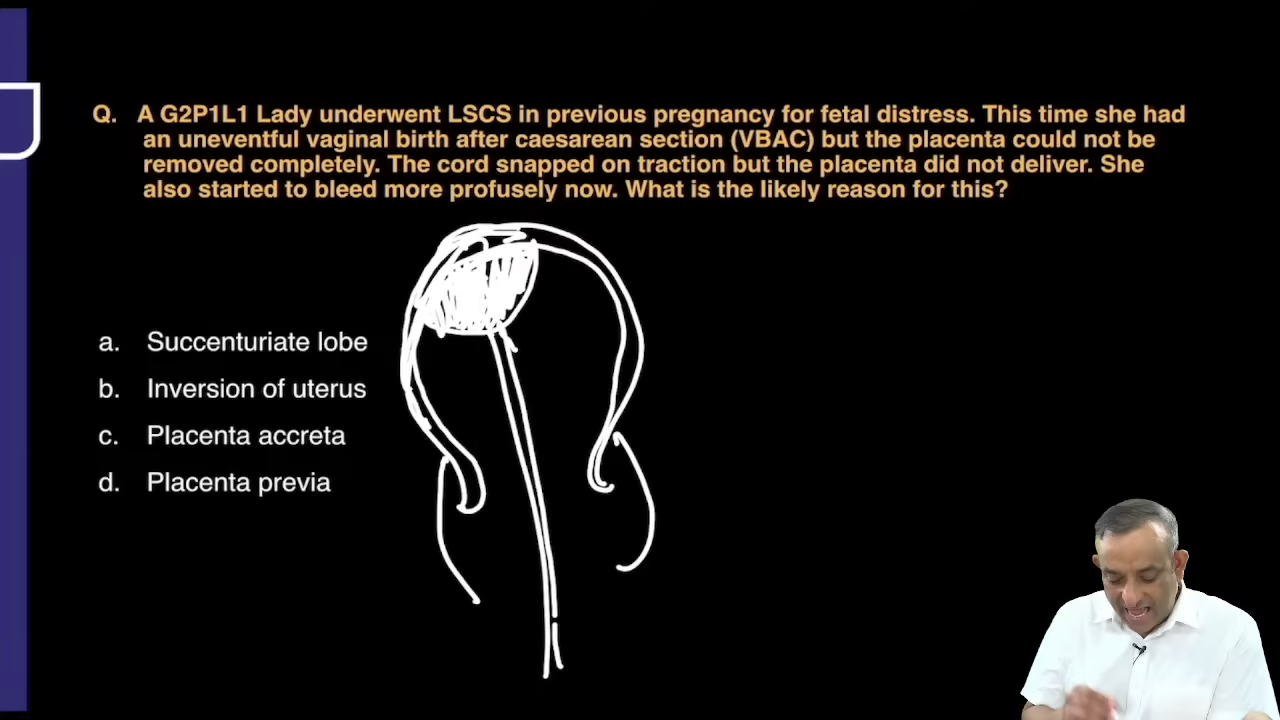 Q. A G2P1L1 Lady underwent LSCS in previous pregnancy for fetal distress. This time she had
an uneventful vaginal birth after caesarean section (VBAC) but the placenta could not be
removed completely. The cord snapped on traction but the placenta did not deliver. She
also started to bleed more profusely now. What is the likely reason for this?
a. Succenturiate lobe
b. Inversion of uterus
c. Placenta accreta
d. Placenta previa